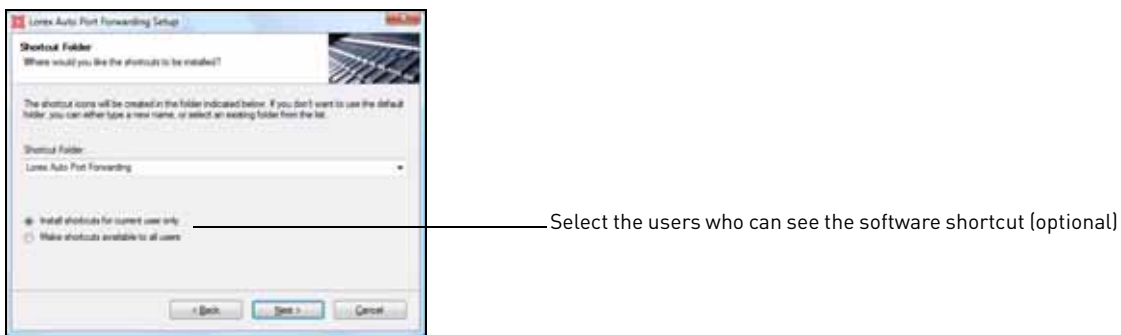 Lorex Auto Port Forwarding Setup
Shortcut Folder
Where would you like the shortcuts to be installed?
The shortcut icons will be created in the folder indicated below. If you don't want to use the default
folder, you can either type a new name, or select an existing folder from the list.
Shortcut Folder:
Lorex Auto Port Forwarding
Install shortcuts for current user only
Make shortcuts available to all users
Select the users who can see the software shortcut (optional)
< Back
Next >
Cancel